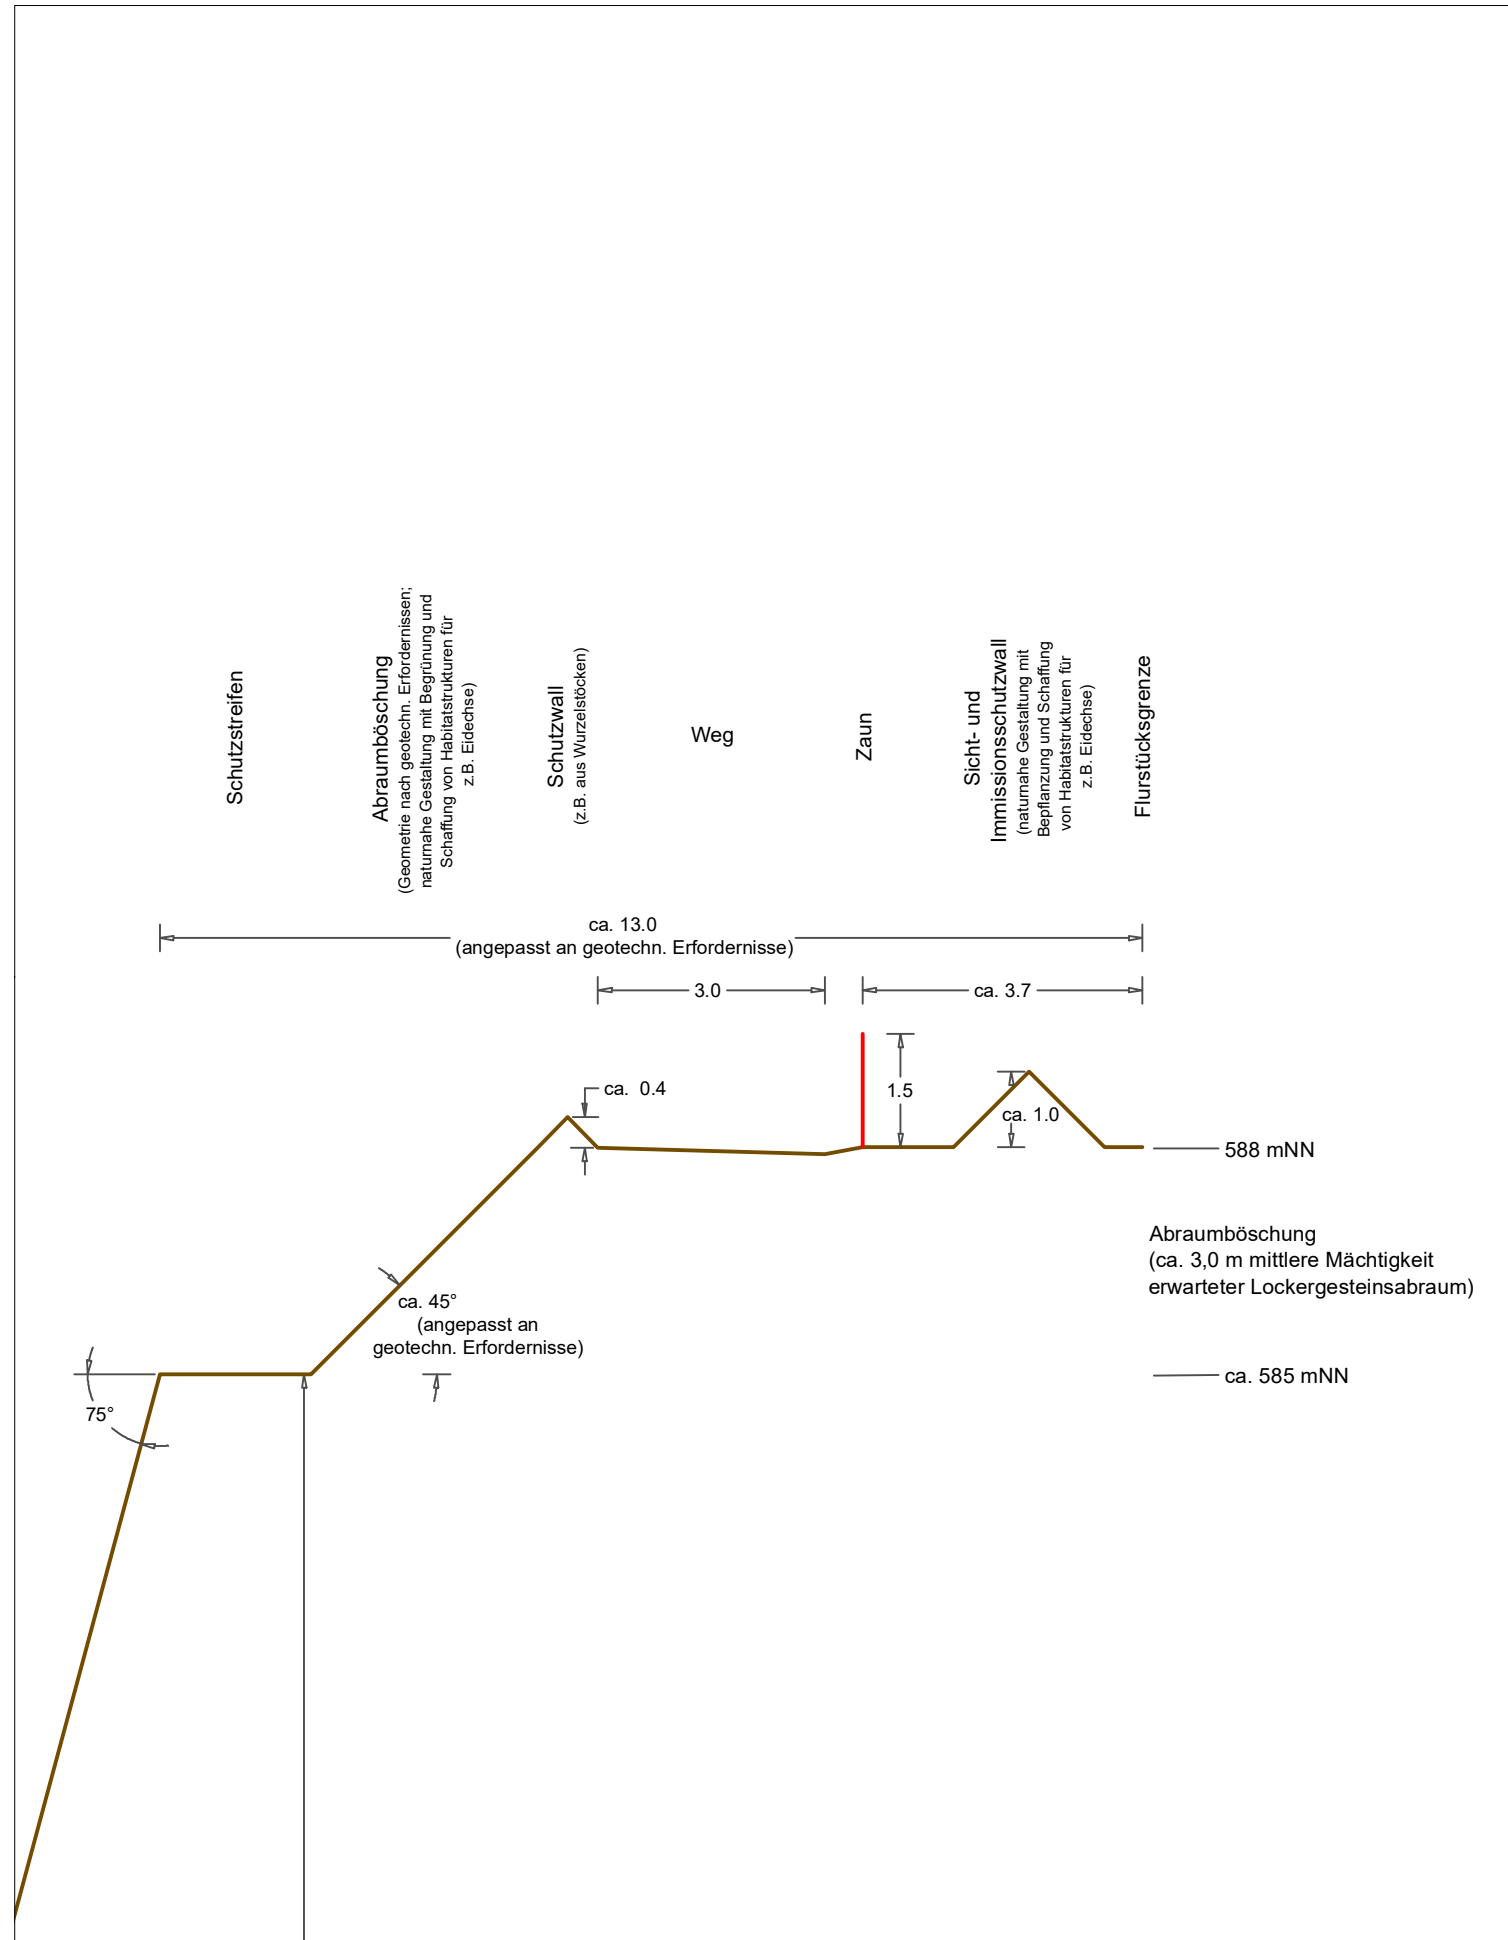 Schutzstreifen
Abraumböschung
(Geometrie nach geotechn. Erfordernissen;
naturnahe Gestaltung mit Begrünung und
Schaffung von Habitatstrukturen für
z.B. Eidechse)
Schutzwall
(z.B. aus Wurzelstöcken)
Weg
Zaun
Sicht- und
Immissionsschutzwall
(naturnahe Gestaltung mit
Bepflanzung und Schaffung
von Habitatstrukturen für
z.B. Eidechse)
Flurstücksgrenze
ca. 13.0
(angepasst an geotechn. Erfordernisse)
3.0
ca. 3.7
ca. 0.4
1.5
ca. 1.0
588 mNN
Abraumböschung
(ca. 3,0 m mittlere Mächtigkeit
erwarteter Lockergesteinsabraum)
ca. 45°
(angepasst an
geotechn. Erfordernisse)
ca. 585 mNN
75°